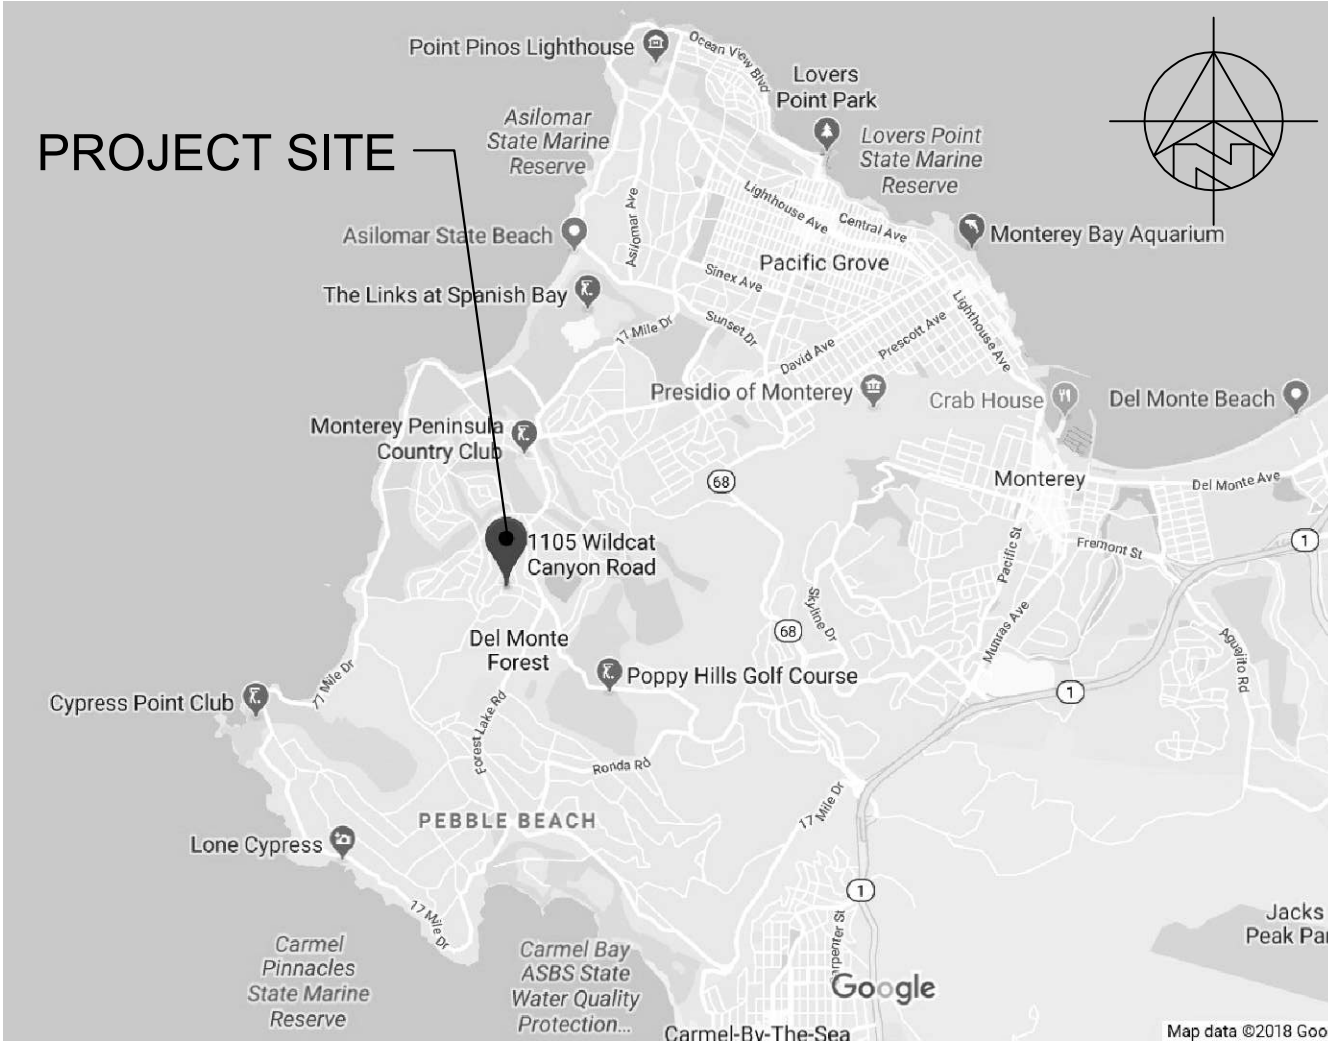 Point Pinos Lighthouse
Ocean View Blvd
Lovers
Point Park
Asilomar
State Marine
Reserve
Lovers Point
State Marine
Reserve
PROJECT SITE
N
Asilomar Ave
Lighthouse Ave
Central Ave
Asilomar State Beach
Monterey Bay Aquarium
Pacific Grove
Sinex Ave
The Links at Spanish Bay
17 Mile Dr
Sunset Dr
Lighthouse Ave
David Ave
Prescott Ave
Presidio of Monterey
Crab House
Del Monte Beach
Monterey Peninsula
Country Club
68
Monterey
Del Monte Ave
1105 Wildcat
Canyon Road
Pacific St
Fremont St
1
Skyline Dr
68
Munras Ave
Aguajito Rd
Del Monte
Forest
Poppy Hills Golf Course
1
Cypress Point Club
17 Mile Dr
Forest Lake Rd
Ronda Rd
17 Mile Dr
PEBBLE BEACH
Lone Cypress
1
17 Mile Dr
Jacks
Peak Par
Carmel
Pinnacles
State Marine
Reserve
Carmel Bay
ASBS State
Water Quality
Protection...
arpenter St
Google
Carmel-By-The-Sea
Map data ©2018 Goo